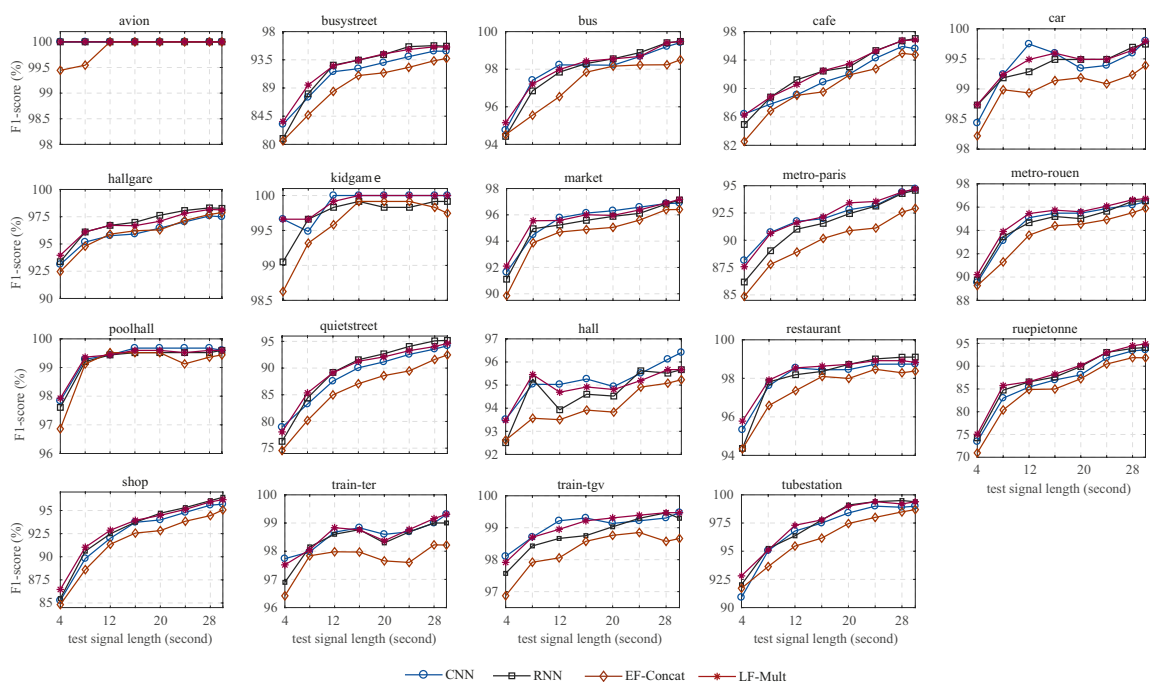 avion busystreet bus cafe car
100 99.5 99 98.5 98
98 93.5 89 84.5 80
100 98 96 94
98 94 90 86 82
100 99.5 99 98.5 98
F1-score (%)
hallgare kidgame market metro-paris metro-rouen
100 97.5 95 92.5 90
100 99.5 99 98.5
98 96 94 92 90
95 90 85
98 96 94 92 90 88
F1-score (%)
poolhall quietstreet hall restaurant ruepietonne
100 99 98 97 96
95 90 85 80 75
97 96 95 94 93 92
100 98 96 94
95 90 85 80 75 70
F1-score (%)
4 12 20 28
test signal length (second)
shop train-ter train-tgv tubestation
95 90 85
100 99 98 97 96
100 99 98 97
100 97.5 95 92.5 90
F1-score (%)
4 12 20 28 4 12 20 28 4 12 20 28 4 12 20 28
test signal length (second) test signal length (second) test signal length (second) test signal length (second)
CNN RNN EF-Concat LF-Mult